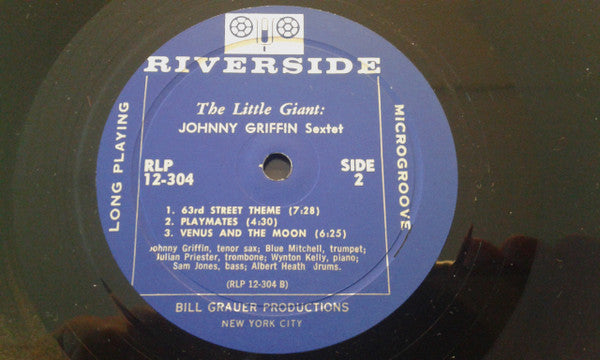 RIVERSIDE
The Little Giant:
JOHNNY GRIFFIN Sextet
LONG PLAYING
MICROGROOVE
RLP
12-304
SIDE
2
1. 63rd STREET THEME (7:28)
2. PLAYMATES (4:30)
3. VENUS AND THE MOON (6:25)
Johnny Griffin, tenor sax; Blue Mitchell, trumpet;
Julian Priester, trombone; Wynton Kelly, piano;
Sam Jones, bass; Albert Heath Drums.
(RLP 12-304 B)
BILL GRAUER PRODUCTIONS
NEW YORK CITY